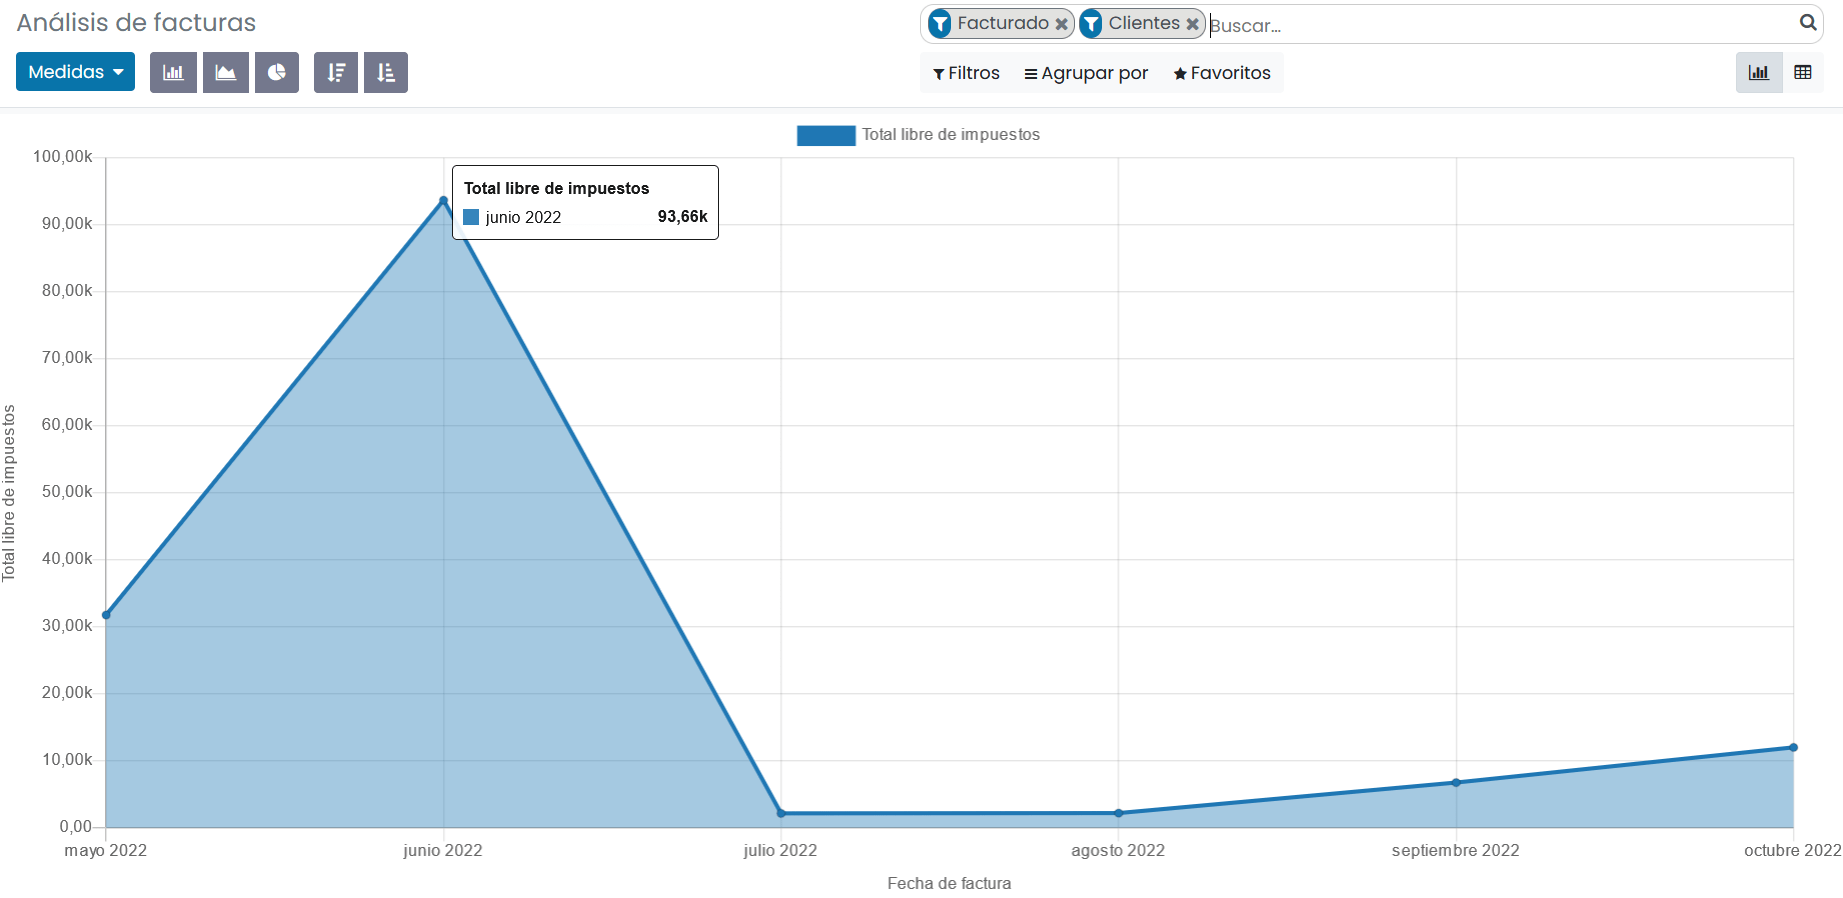 Análisis de facturas
Facturado
Clientes
Buscar...
Medidas
Filtros
Agrupar por
Favoritos
Total libre de impuestos
100,00k
90,00k
80,00k
70,00k
60,00k
50,00k
40,00k
30,00k
20,00k
10,00k
0,00
Total libre de impuestos
Total libre de impuestos
junio 2022 93,66k
mayo 2022
junio 2022
julio 2022
agosto 2022
septiembre 2022
octubre 2022
Fecha de factura